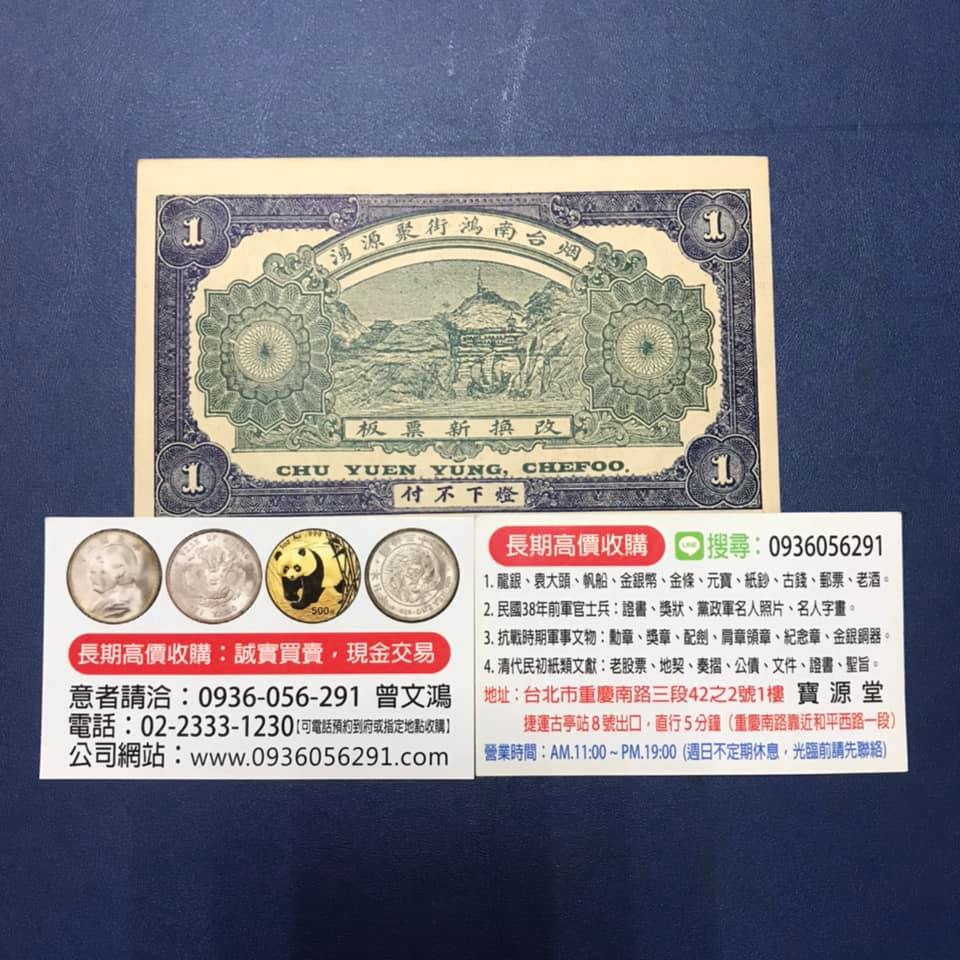 1
1
烟台南鴻街聚源湧
改換新票板
CHU YUEN YUNG, CHEFOO.
1
燈下不付
1
500元
長期高價收購：誠實買賣，現金交易
意者請洽：0936-056-291 曾文鴻
電話：02-2333-1230【可電話預約到府或指定地點收購】
公司網站：www.0936056291.com
長期高價收購 LINE 搜尋：0936056291
1. 龍銀、袁大頭、帆船、金銀幣、金條、元寶、紙鈔、古錢、郵票、老酒。
2. 民國38年前軍官士兵：證書、獎狀、黨政軍名人照片、名人字畫。
3. 抗戰時期軍事文物：勳章、獎章、配劍、肩章領章、紀念章、金銀銅器。
4. 清代民初紙類文獻：老股票、地契、奏摺、公債、文件、證書、聖旨。
地址：台北市重慶南路三段42之2號1樓 寶源堂
捷運古亭站8號出口，直行5分鐘（重慶南路靠近和平西路一段）
營業時間：AM.11:00 ~ PM.19:00 (週日不定期休息，光臨前請先聯絡)